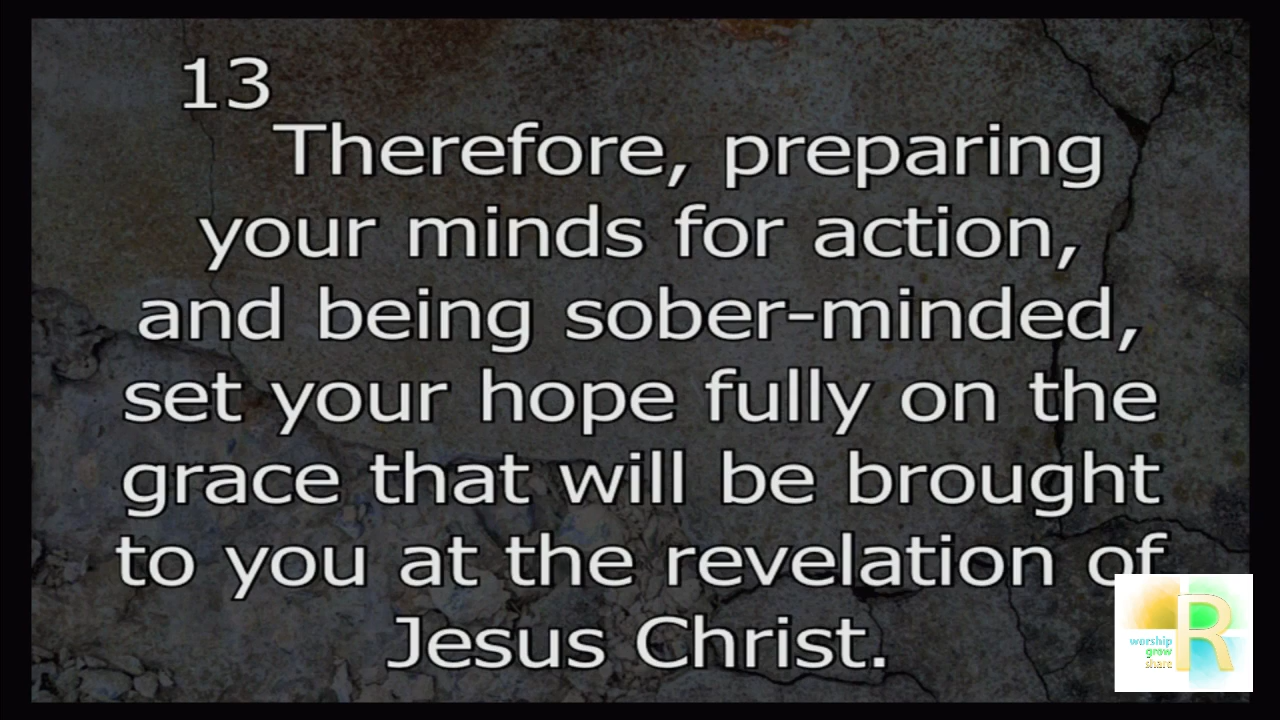 13
Therefore, preparing
your minds for action,
and being sober-minded,
set your hope fully on the
grace that will be brought
to you at the revelation of
Jesus Christ.
R
worship
grow
share